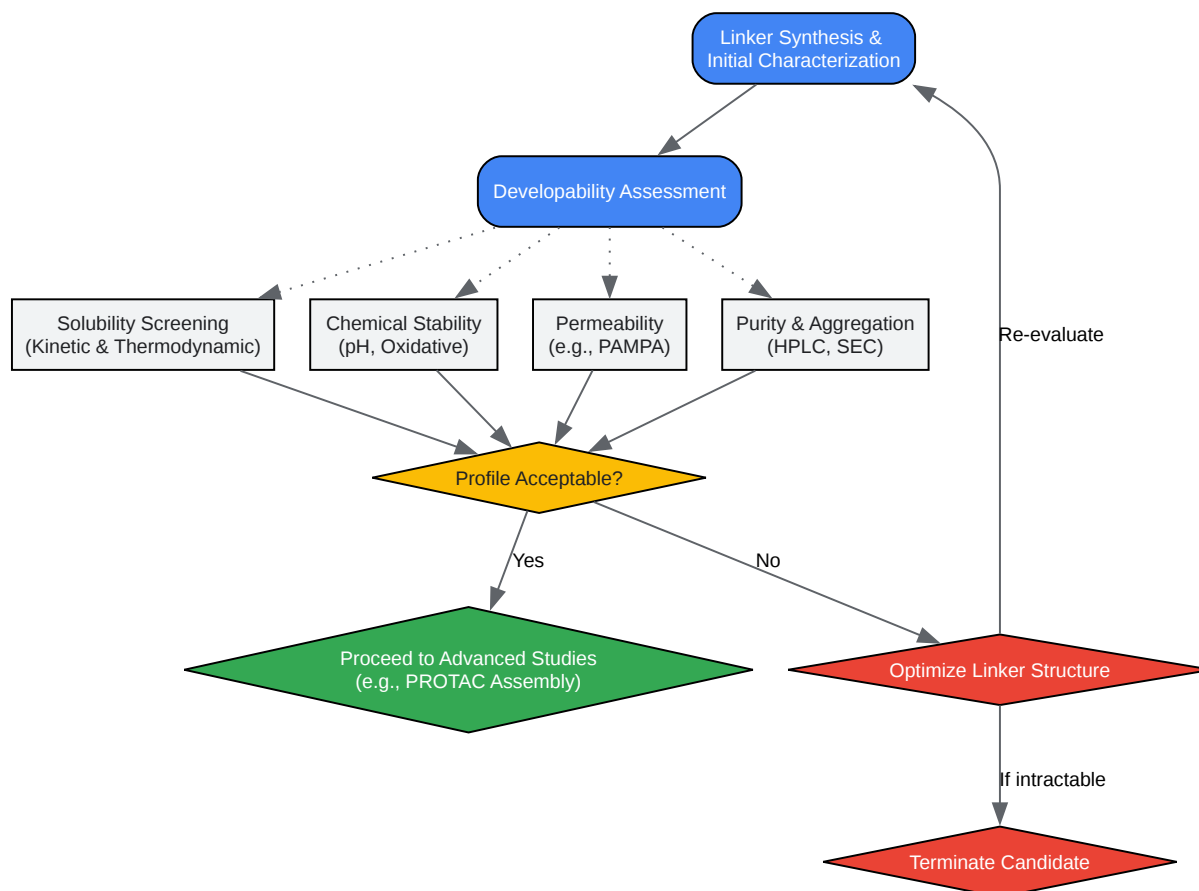 Linker Synthesis &
Initial Characterization
Developability Assessment
Solubility Screening
(Kinetic & Thermodynamic)
Chemical Stability
(pH, Oxidative)
Permeability
(e.g., PAMPA)
Purity & Aggregation
(HPLC, SEC)
Re-evaluate
Profile Acceptable?
Yes
No
Proceed to Advanced Studies
(e.g., PROTAC Assembly)
Optimize Linker Structure
If intractable
Terminate Candidate